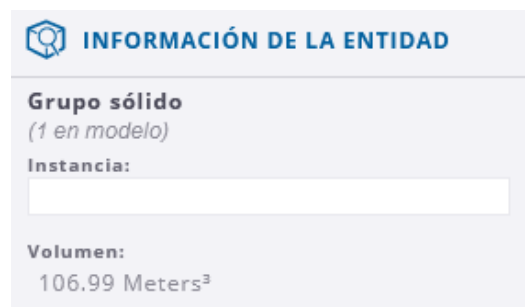 INFORMACIÓN DE LA ENTIDAD
Grupo sólido
(1 en modelo)
Instancia:
Volumen:
106.99 Meters³